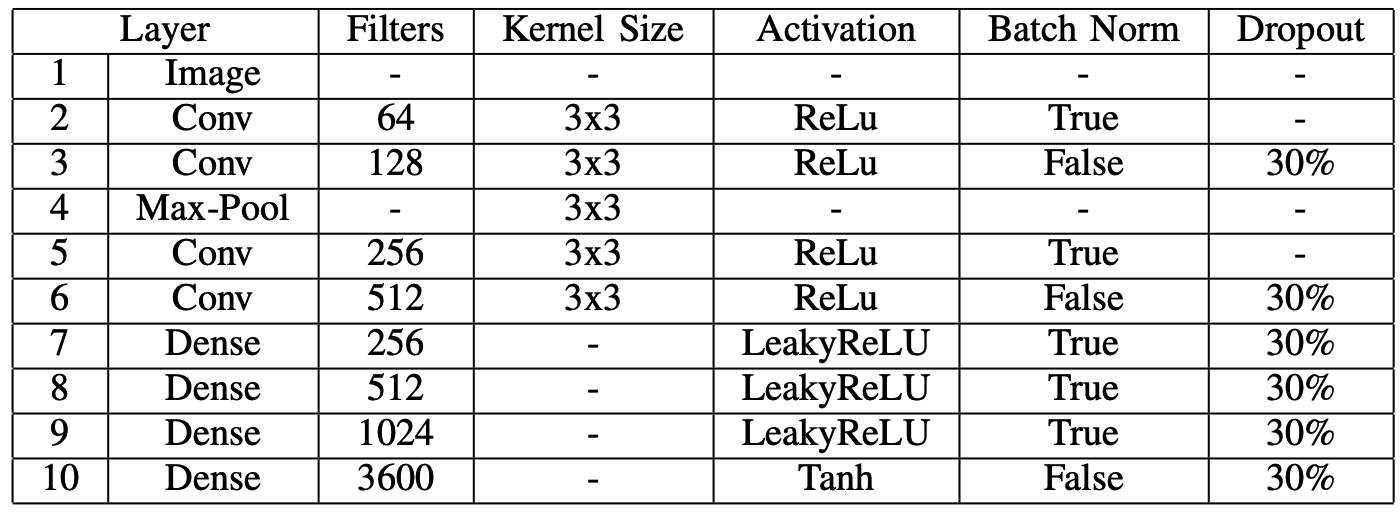 Layer Filters Kernel Size Activation Batch Norm Dropout
1 Image - - - - -
2 Conv 64 3x3 ReLu True -
3 Conv 128 3x3 ReLu False 30%
4 Max-Pool - 3x3 - - -
5 Conv 256 3x3 ReLu True -
6 Conv 512 3x3 ReLu False 30%
7 Dense 256 - LeakyReLU True 30%
8 Dense 512 - LeakyReLU True 30%
9 Dense 1024 - LeakyReLU True 30%
10 Dense 3600 - Tanh False 30%